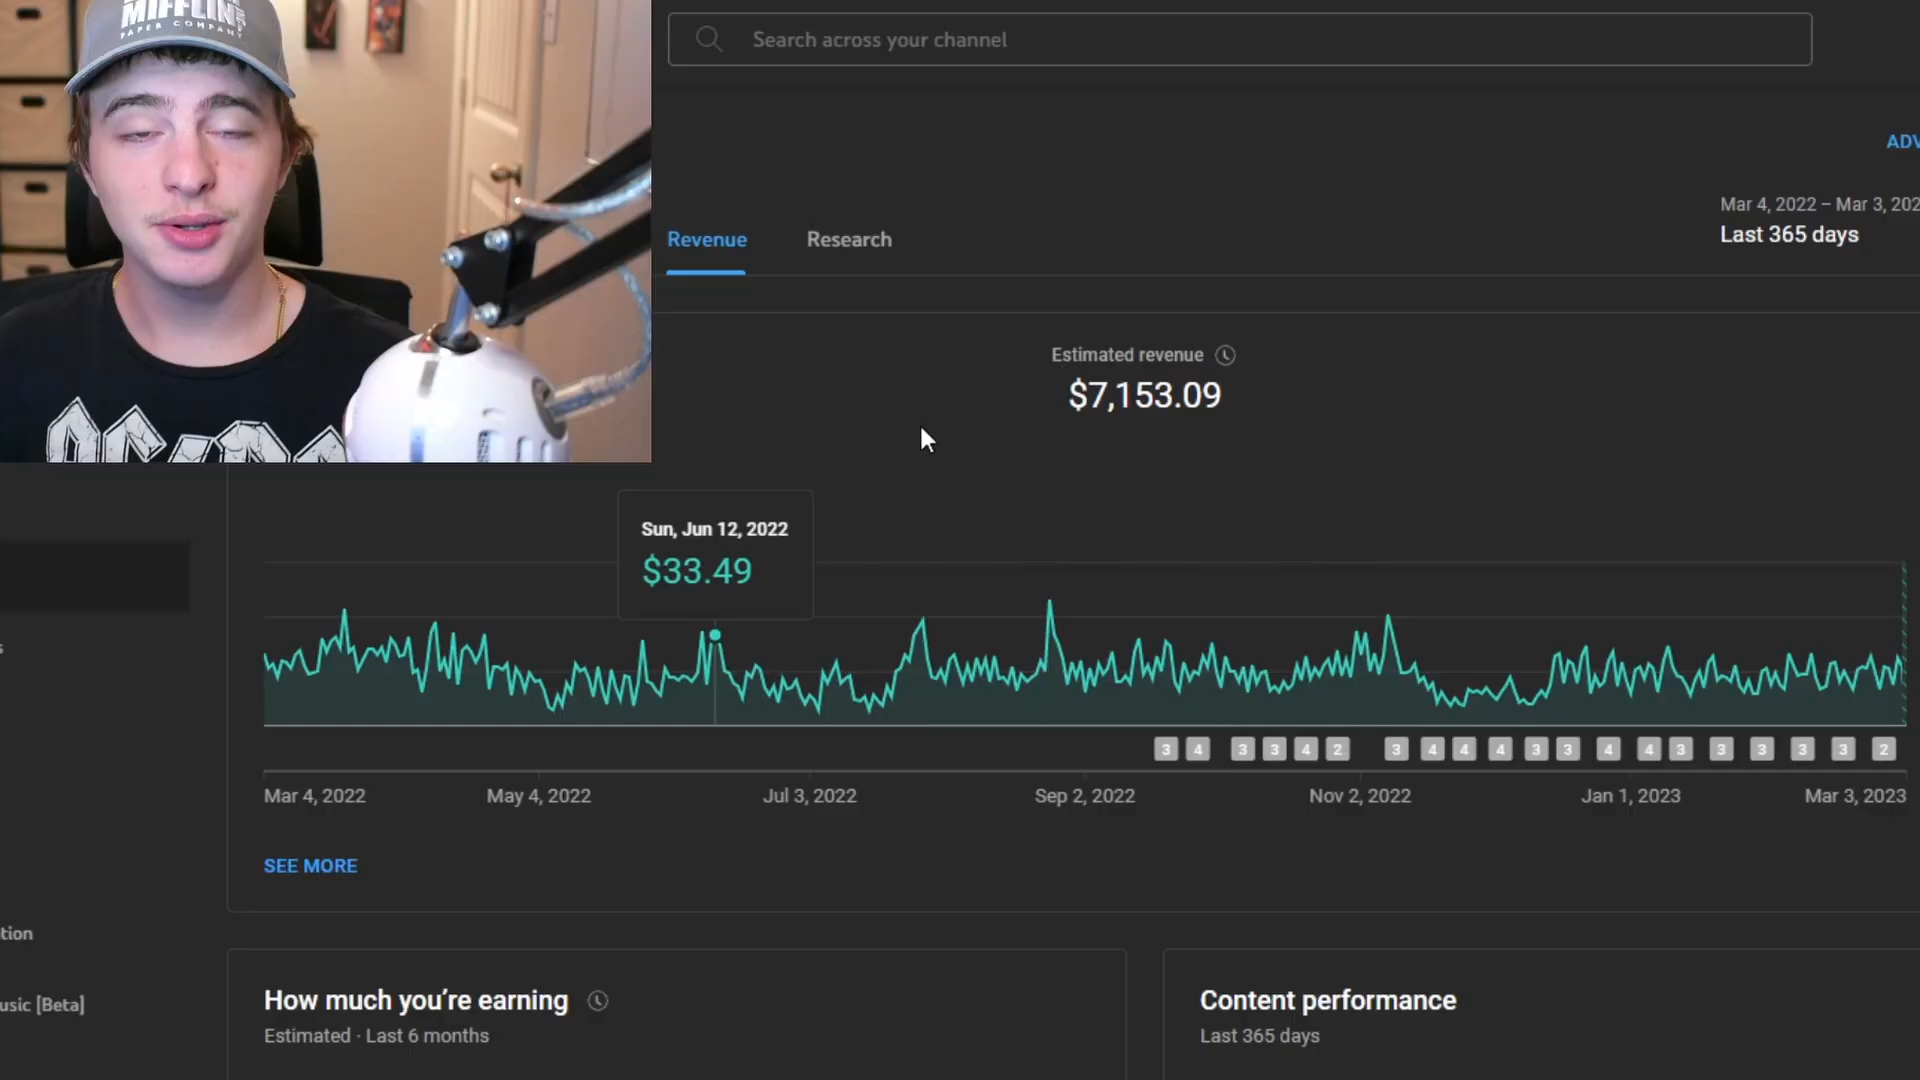 MIFFLIN
PAPER COMPANY
Search across your channel
ADV
Mar 4, 2022 – Mar 3, 202
Last 365 days
Revenue
Research
Estimated revenue
$7,153.09
Sun, Jun 12, 2022
$33.49
3 4 3 3 4 2 3 4 4 4 3 3 4 4 3 3 3 3 3 2
Mar 4, 2022 May 4, 2022 Jul 3, 2022 Sep 2, 2022 Nov 2, 2022 Jan 1, 2023 Mar 3, 2023
s
SEE MORE
tion
usic [Beta]
How much you're earning
Estimated · Last 6 months
Content performance
Last 365 days